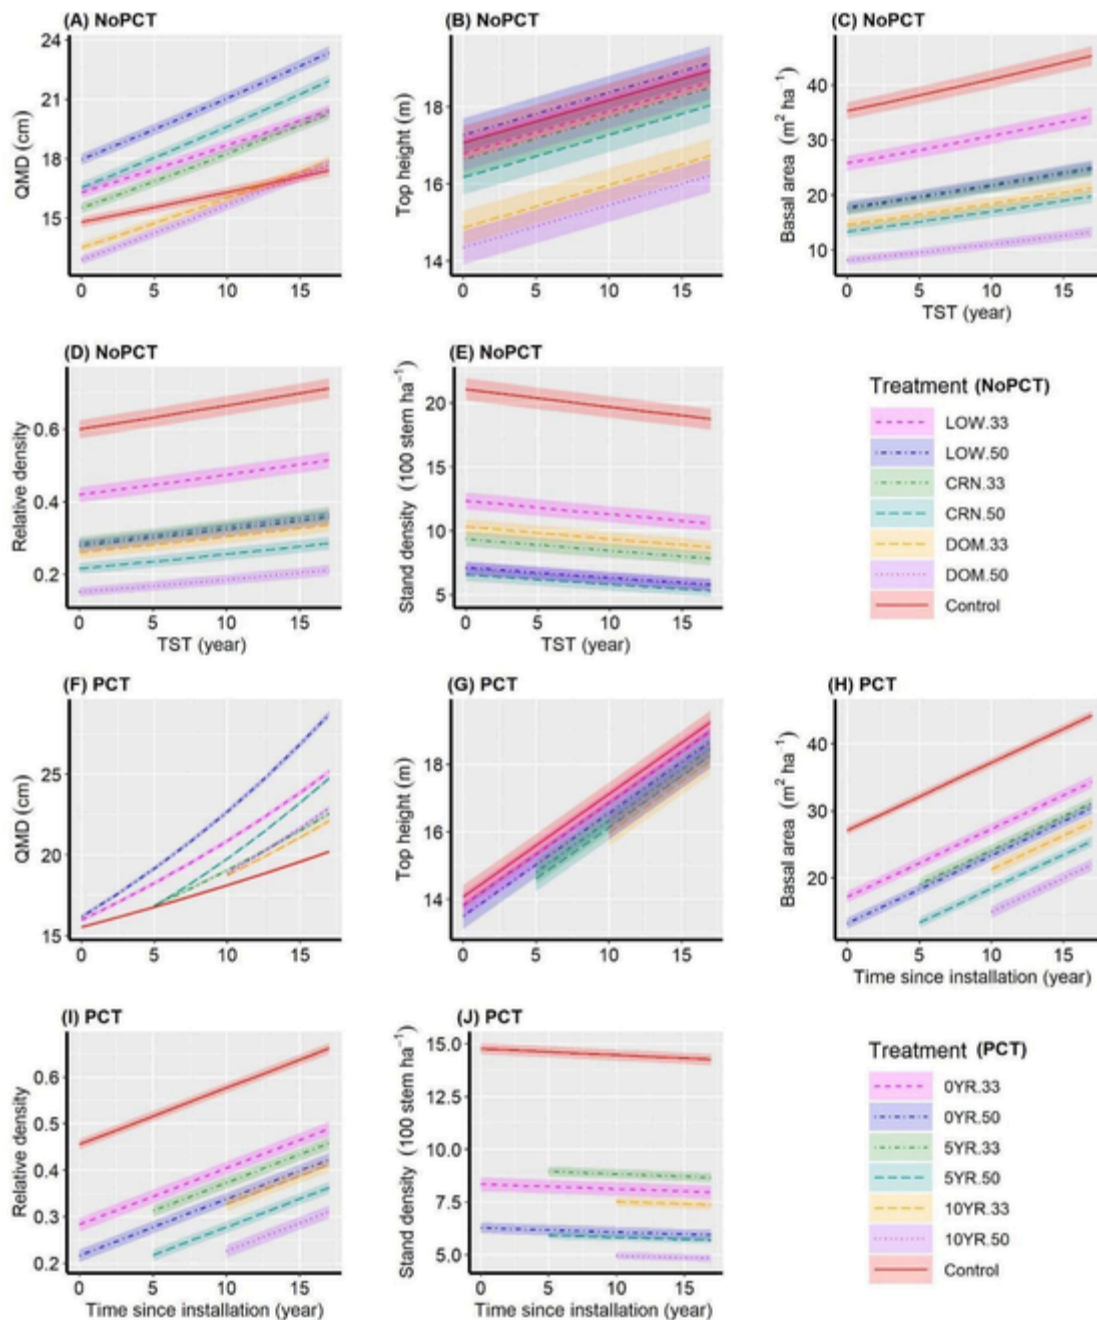 (A) NoPCT
(B) NoPCT
(C) NoPCT
QMD (cm)
24
21
18
15
0 5 10 15
Top height (m)
18
16
14
0 5 10 15
Basal area (m² ha⁻¹)
40
30
20
10
0 5 10 15
TST (year)
(D) NoPCT
(E) NoPCT
Relative density
0.6
0.4
0.2
0 5 10 15
TST (year)
Stand density (100 stem ha⁻¹)
20
15
10
5
0 5 10 15
TST (year)
Treatment (NoPCT)
LOW.33
LOW.50
CRN.33
CRN.50
DOM.33
DOM.50
Control
(F) PCT
(G) PCT
(H) PCT
QMD (cm)
25
20
15
0 5 10 15
Top height (m)
18
16
14
0 5 10 15
Basal area (m² ha⁻¹)
40
30
20
0 5 10 15
Time since installation (year)
(I) PCT
(J) PCT
Relative density
0.6
0.5
0.4
0.3
0.2
0 5 10 15
Time since installation (year)
Stand density (100 stem ha⁻¹)
15.0
12.5
10.0
7.5
5.0
0 5 10 15
Time since installation (year)
Treatment (PCT)
0YR.33
0YR.50
5YR.33
5YR.50
10YR.33
10YR.50
Control